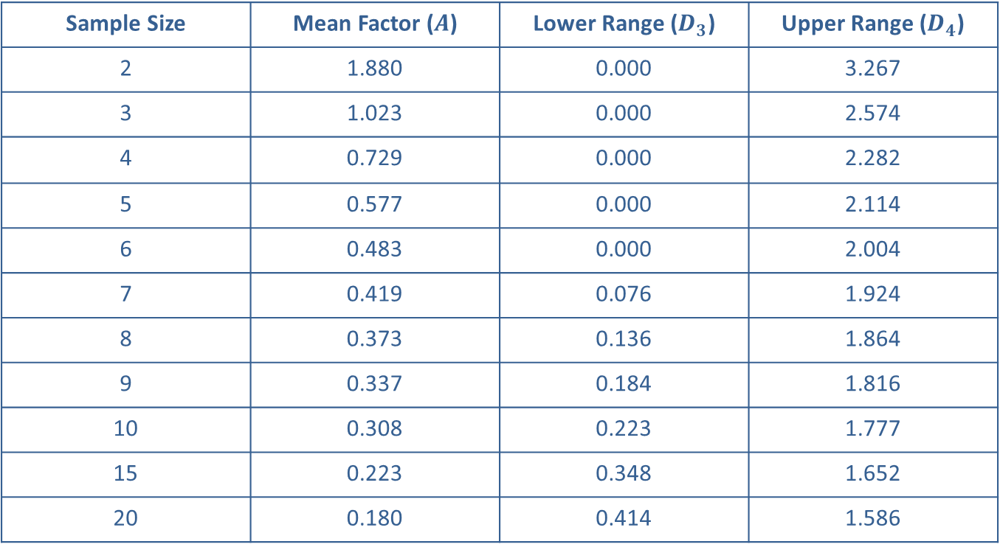 Sample Size Mean Factor (A) Lower Range (D₃) Upper Range (D₄)
2 1.880 0.000 3.267
3 1.023 0.000 2.574
4 0.729 0.000 2.282
5 0.577 0.000 2.114
6 0.483 0.000 2.004
7 0.419 0.076 1.924
8 0.373 0.136 1.864
9 0.337 0.184 1.816
10 0.308 0.223 1.777
15 0.223 0.348 1.652
20 0.180 0.414 1.586